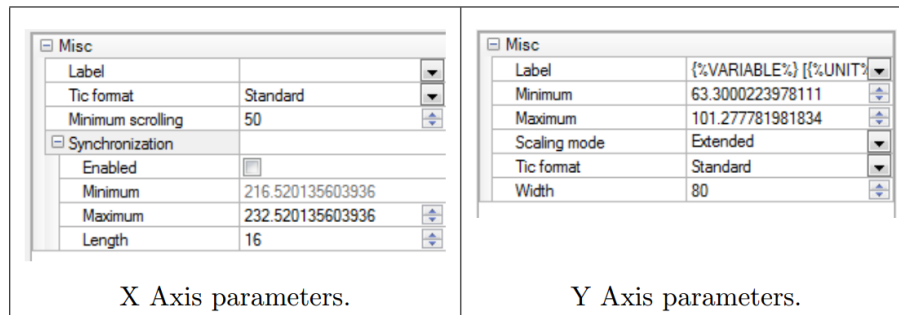 Misc
Label
Tic format Standard
Minimum scrolling 50
Synchronization
Enabled
Minimum 216.520135603936
Maximum 232.520135603936
Length 16
X Axis parameters.
Misc
Label {%VARIABLE%} [{%UNIT%
Minimum 63.3000223978111
Maximum 101.277781981834
Scaling mode Extended
Tic format Standard
Width 80
Y Axis parameters.